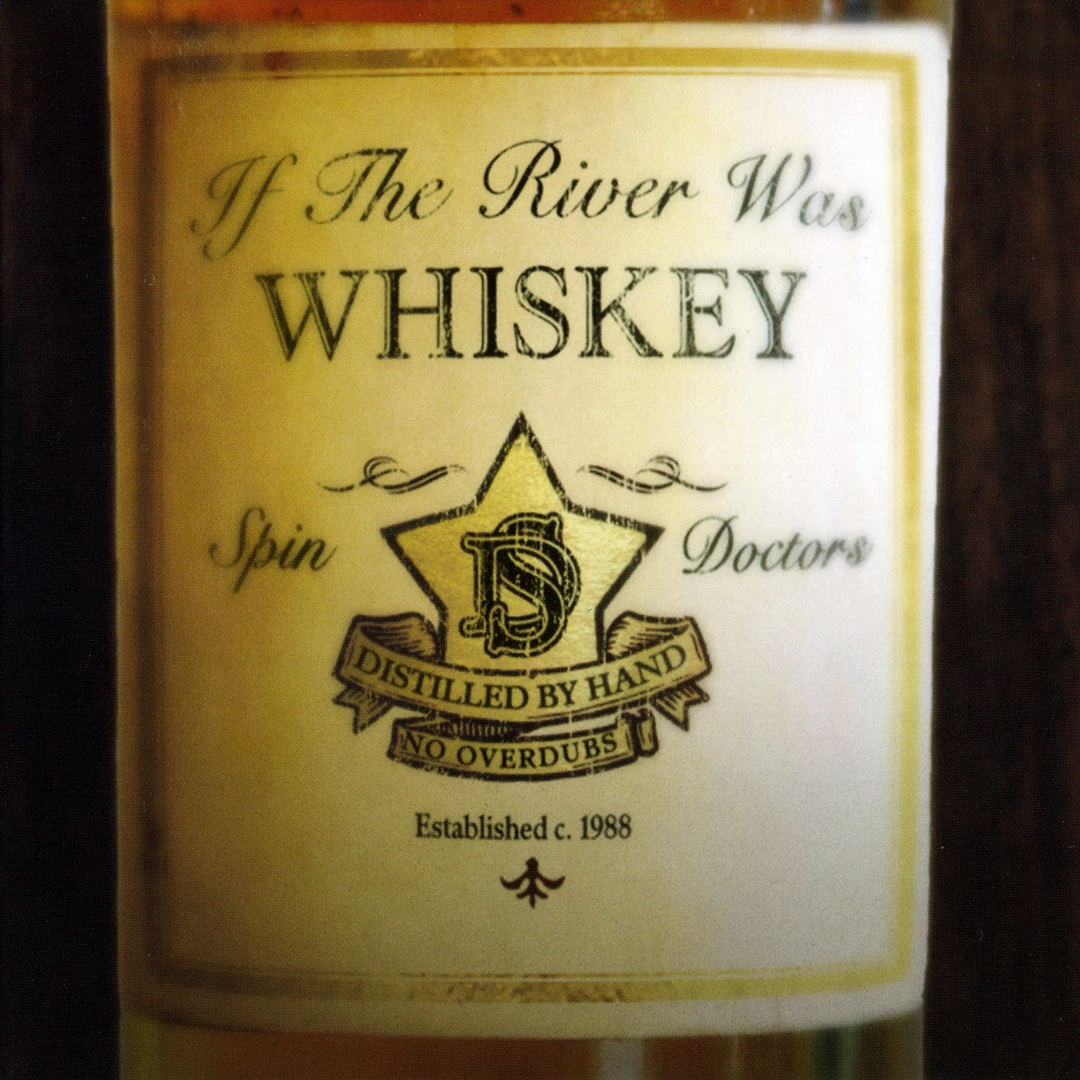 If The River Was
WHISKEY
Spin Doctors
DS
DISTILLED BY HAND
NO OVERDUBS
Established c. 1988